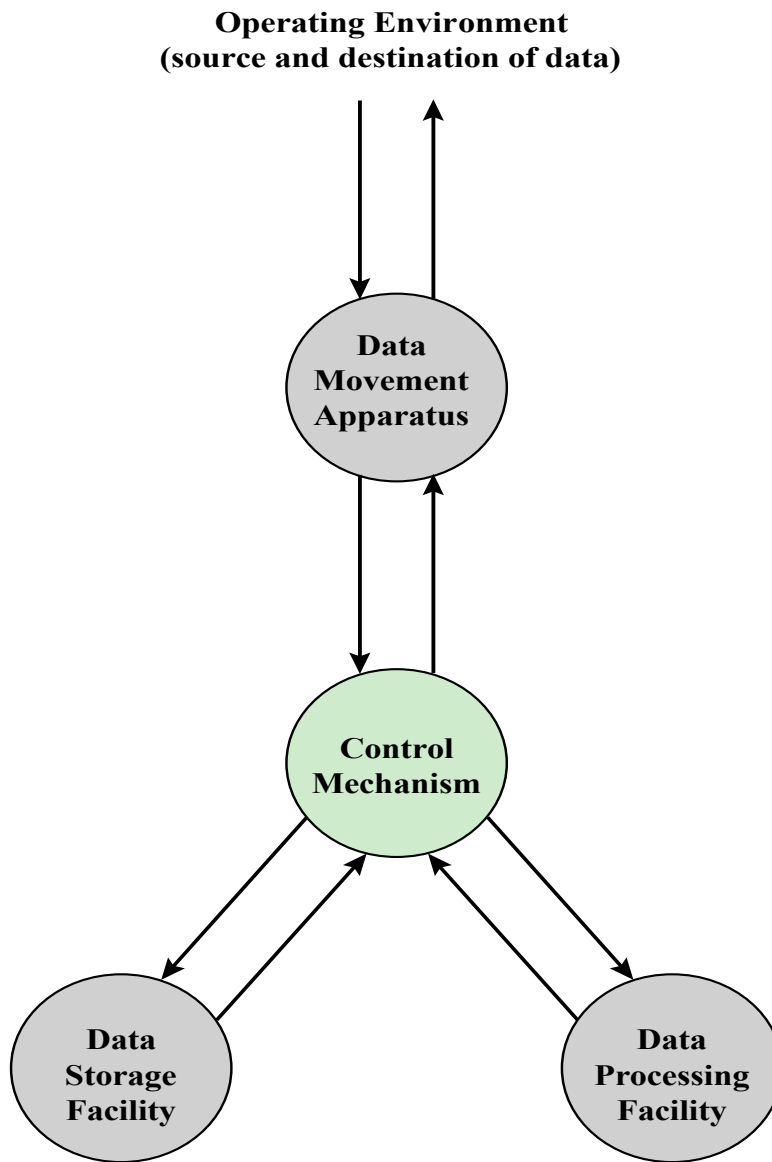 Operating Environment
(source and destination of data)
Data
Movement
Apparatus
Control
Mechanism
Data
Storage
Facility
Data
Processing
Facility